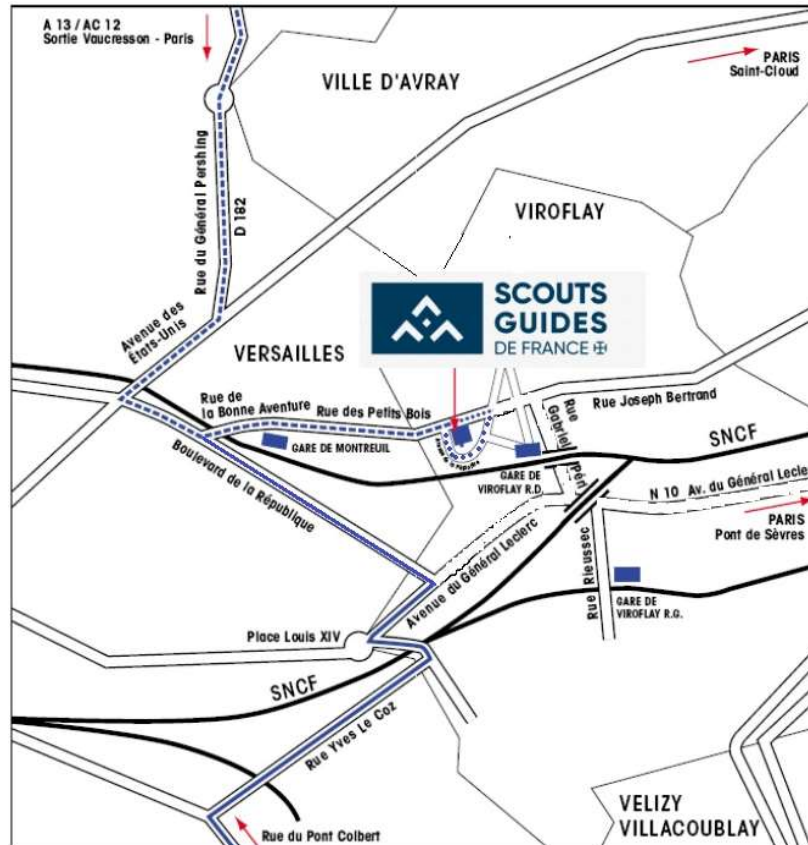 A 13 / AC 12
Sortie Vaucresson - Paris
PARIS
Saint-Cloud
VILLE D'AVRAY
Rue du Général Pershing
D 182
VIROFLAY
SCOUTS
GUIDES
DE FRANCE
Avenue des
États-Unis
VERSAILLES
Rue de
la Bonne Aventure
Rue des Petits Bois
Rue Joseph Bertrand
Rue
Gabriel Péri
SNCF
GARE DE MONTREUIL
GARE DE
VIROFLAY R.D.
Boulevard de la République
N 10 Av. du Général Lecle
PARIS
Pont de Sèvres
Avenue du Général Leclerc
Rue Rieussec
GARE DE
VIROFLAY R.G.
Place Louis XIV
SNCF
Rue Yves Le Coz
Rue du Pont Colbert
VELIZY
VILLACOUBLAY